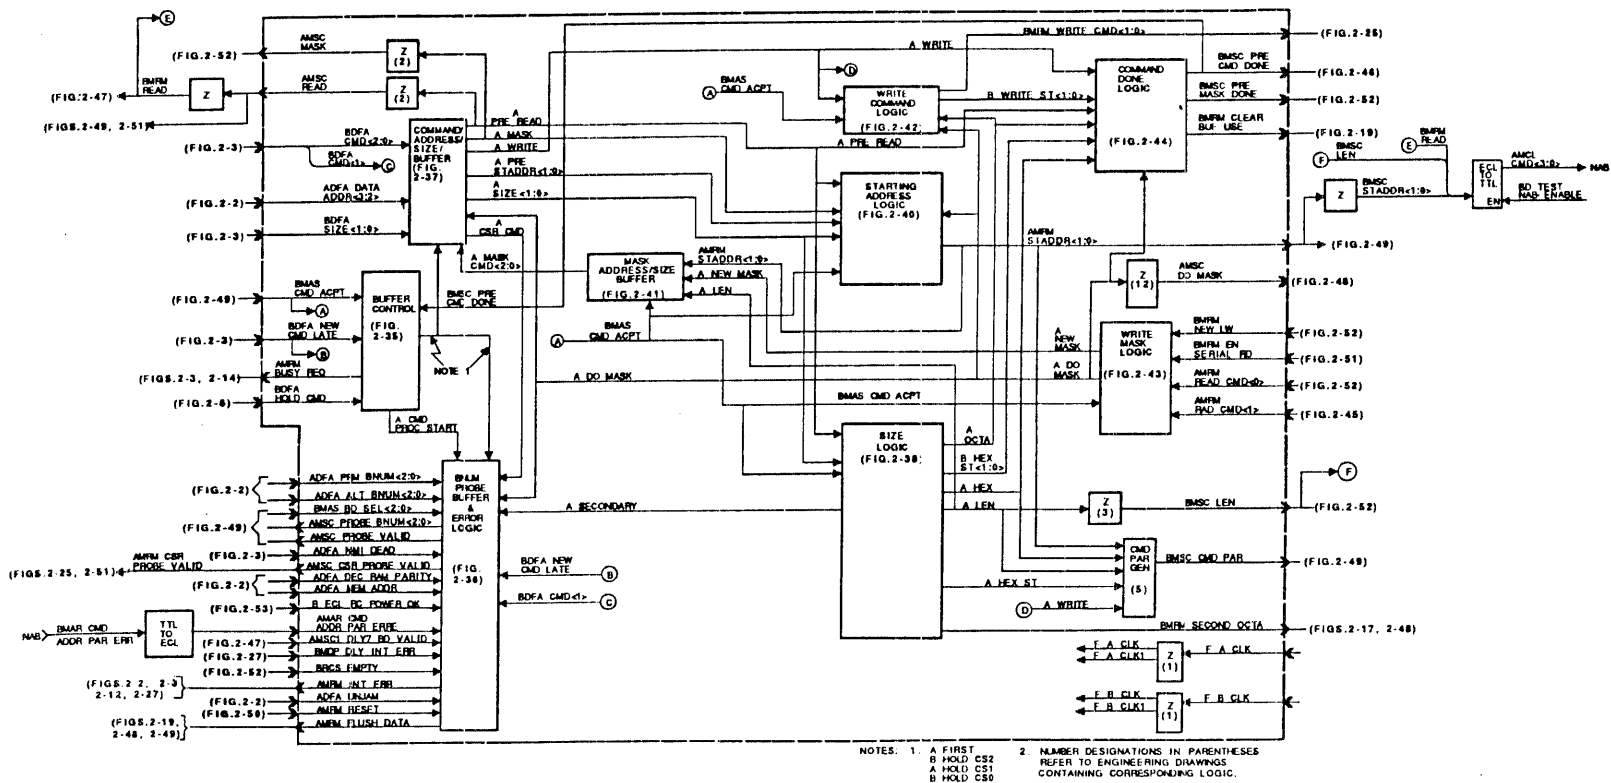 E
(FIG.2-52)
AMSC
MASK
Z
(2)
BMRM
READ
Z
AMSC
READ
Z
(2)
(FIG.2-47)
(FIGS.2-49, 2-51)
(FIG.2-3)
BDFA
CMD<2:0>
BDFA
CMD<1>
C
(FIG.2-2)
ADFA DATA
ADDR<3:2>
(FIG.2-3)
BDFA
SIZE<1:0>
COMMAND/
ADDRESS/
SIZE/
BUFFER
(FIG.
2-37)
A
PRE READ
A MASK
A WRITE
A PRE
STADDR<1:0>
A
SIZE<1:0>
A
CSR CMD
A MASK
CMD<2:0>
(FIG.2-49)
BMAS
CMD ACPT
A
(FIG.2-3)
BDFA NEW
CMD LATE
B
(FIGS.2-3, 2-14)
AMRM
BUSY REQ
(FIG.2-6)
BDFA
HOLD CMD
BUFFER
CONTROL
(FIG.
2-35)
BMSC PRE
CMD DONE
NOTE 1
A CMD
PROC START
MASK
ADDRESS/SIZE
BUFFER
(FIG.2-41)
AMRM
STADDR<1:0>
A NEW MASK
A LEN
A
BMAS
CMD ACPT
A DO MASK
BMAS CMD ACPT
A WRITE
D
BMAS
CMD ACPT
A
WRITE
COMMAND
LOGIC
(FIG.2-42)
BMRM WRITE CMD<1:0>
B WRITE ST<1:0>
A PRE READ
STARTING
ADDRESS
LOGIC
(FIG.2-40)
COMMAND
DONE
LOGIC
(FIG.2-44)
(FIG.2-25)
BMSC PRE
CMD DONE
(FIG.2-46)
BMSC PRE
MASK DONE
(FIG.2-52)
BMRM CLEAR
BUF USE
(FIG.2-19)
BMRM
READ
E
BMSC
LEN
F
Z
BMSC
STADDR<1:0>
ECL
TO
TTL
EN
AMCL
CMD<3:0>
NAB
BD TEST
NAB ENABLE
AMRM
STADDR<1:0>
(FIG.2-49)
Z
(12)
AMSC
DO MASK
(FIG.2-48)
A
NEW
MASK
A DO
MASK
WRITE
MASK
LOGIC
(FIG.2-43)
BMRM
NEW LW
(FIG.2-52)
BMRM EN
SERIAL RD
(FIG.2-51)
AMRM
READ CMD<0>
(FIG.2-52)
AMRM
RAD CMD<1>
(FIG.2-45)
SIZE
LOGIC
(FIG.2-38)
A
OCTA
B HEX
ST<1:0>
A HEX
A LEN
Z
(3)
BMSC LEN
(FIG.2-52)
F
CMD
PAR
GEN
(5)
BMSC CMD PAR
(FIG.2-49)
A HEX ST
D
A WRITE
BMRM SECOND OCTA
(FIGS.2-17, 2-48)
F A CLK
F A CLK1
Z
(1)
F A CLK
F B CLK
F B CLK1
Z
(1)
F B CLK
A SECONDARY
BDFA NEW
CMD LATE
B
BDFA CMD<1>
C
BNUM
PROBE
BUFFER
&
ERROR
LOGIC
(FIG.
2-36)
(FIG.2-2)
ADFA PRM BNUM<2:0>
ADFA ALT BNUM<2:0>
(FIG.2-49)
BMAS BD SEL<2:0>
AMSC PROBE BNUM<2:0>
AMSC PROBE VALID
(FIG.2-3)
ADFA NMI DEAD
AMRM CSR
PROBE VALID
(FIGS.2-25, 2-51)
AMSC CSR PROBE VALID
(FIG.2-2)
ADFA DEC RAM PARITY
ADFA MEM ADDR
(FIG.2-53)
B ECL BC POWER OK
NAB
BMAR CMD
ADDR PAR ERR
TTL
TO
ECL
AMAR CMD
ADDR PAR ERRE
(FIG.2-47)
AMSC1 DLY7 BD VALID
(FIG.2-27)
BMDP DLY INT ERR
(FIG.2-52)
BRCS EMPTY
(FIGS.2-2, 2-3
2-12, 2-27)
AMRM INT ERR
(FIG.2-2)
ADFA UNJAM
(FIG.2-50)
AMRM RESET
(FIGS.2-19,
2-48, 2-49)
AMRM FLUSH DATA
NOTES: 1. A FIRST
B HOLD CS2
A HOLD CS1
B HOLD CS0
2. NUMBER DESIGNATIONS IN PARENTHESES
REFER TO ENGINEERING DRAWINGS
CONTAINING CORRESPONDING LOGIC.